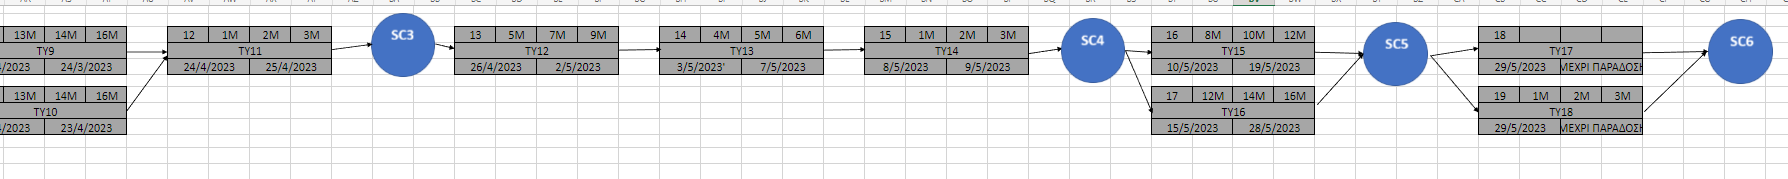 13M 14M 16M
TY9
/2023 24/3/2023
13M 14M 16M
TY10
/2023 23/4/2023
12 1M 2M 3M
TY11
24/4/2023 25/4/2023
SC3
13 5M 7M 9M
TY12
26/4/2023 2/5/2023
14 4M 5M 6M
TY13
3/5/2023' 7/5/2023
15 1M 2M 3M
TY14
8/5/2023 9/5/2023
SC4
16 8M 10M 12M
TY15
10/5/2023 19/5/2023
17 12M 14M 16M
TY16
15/5/2023 28/5/2023
SC5
18
TY17
29/5/2023 ΜΕΧΡΙ ΠΑΡΑΔΟΣΗ
19 1M 2M 3M
TY18
29/5/2023 ΜΕΧΡΙ ΠΑΡΑΔΟΣΗ
SC6